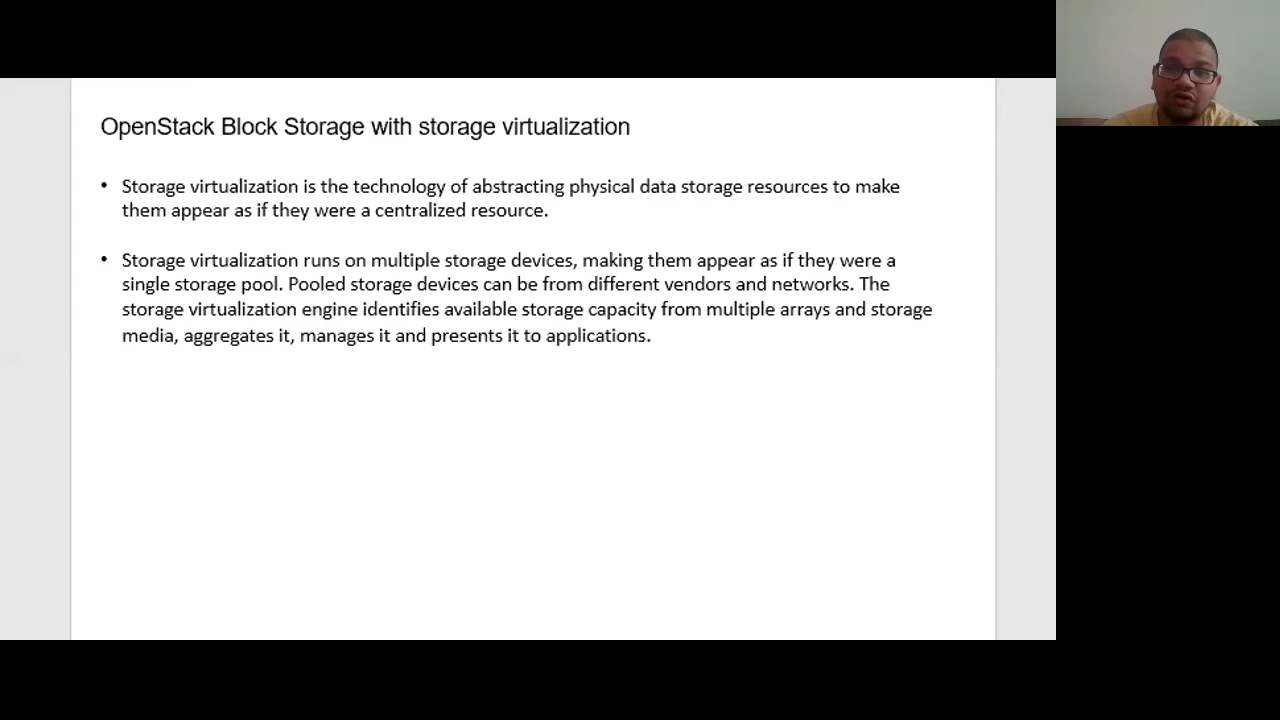 OpenStack Block Storage with storage virtualization
• Storage virtualization is the technology of abstracting physical data storage resources to make
them appear as if they were a centralized resource.
• Storage virtualization runs on multiple storage devices, making them appear as if they were a
single storage pool. Pooled storage devices can be from different vendors and networks. The
storage virtualization engine identifies available storage capacity from multiple arrays and storage
media, aggregates it, manages it and presents it to applications.